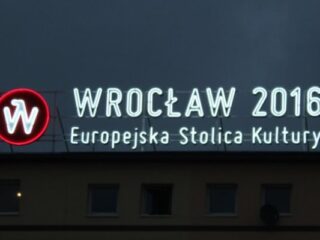 W WROCŁAW 2016
Europejska Stolica Kultury